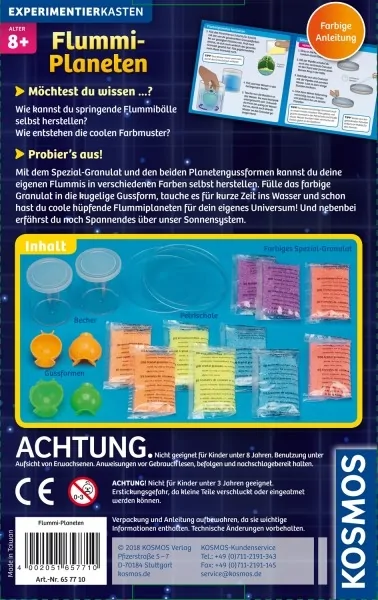 EXPERIMENTIERKASTEN
ALTER
8+
Flummi-
Planeten
Farbige
Anleitung
Möchtest du wissen ...?
Wie kannst du springende Flummibälle
selbst herstellen?
Wie entstehen die coolen Farbmuster?
Probier's aus!
Mit dem Spezial-Granulat und den beiden Planetengussformen kannst du deine
eigenen Flummis in verschiedenen Farben selbst herstellen. Fülle das farbige
Granulat in die kugelige Gussform, tauche es für kurze Zeit ins Wasser und schon
hast du coole hüpfende Flummiplaneten für dein eigenes Universum! Und nebenbei
erfährst du noch Spannendes über unser Sonnensystem.
Inhalt
Farbiges Spezial-Granulat
Becher
Petrischale
Gussformen
ACHTUNG. Nicht geeignet für Kinder unter 8 Jahren. Benutzung unter
Aufsicht von Erwachsenen. Anweisungen vor Gebrauch lesen, befolgen und nachschlagebereit halten.
CE
0-3
ACHTUNG! Nicht für Kinder unter 3 Jahren geeignet.
Erstickungsgefahr, da kleine Teile verschluckt oder eingeatmet
werden können.
KOSMOS
Made in Taiwan
Flummi-Planeten
4 002051 657710
Art.-Nr. 65 77 10
Verpackung und Anleitung aufbewahren, da sie wichtige
Informationen enthalten. Technische Änderungen vorbehalten.
© 2018 KOSMOS Verlag
Pfizerstraße 5–7
D-70184 Stuttgart
kosmos.de
KOSMOS-Kundenservice
Tel.: +49 (0)711-2191-343
Fax: +49 (0)711-2191-145
service@kosmos.de